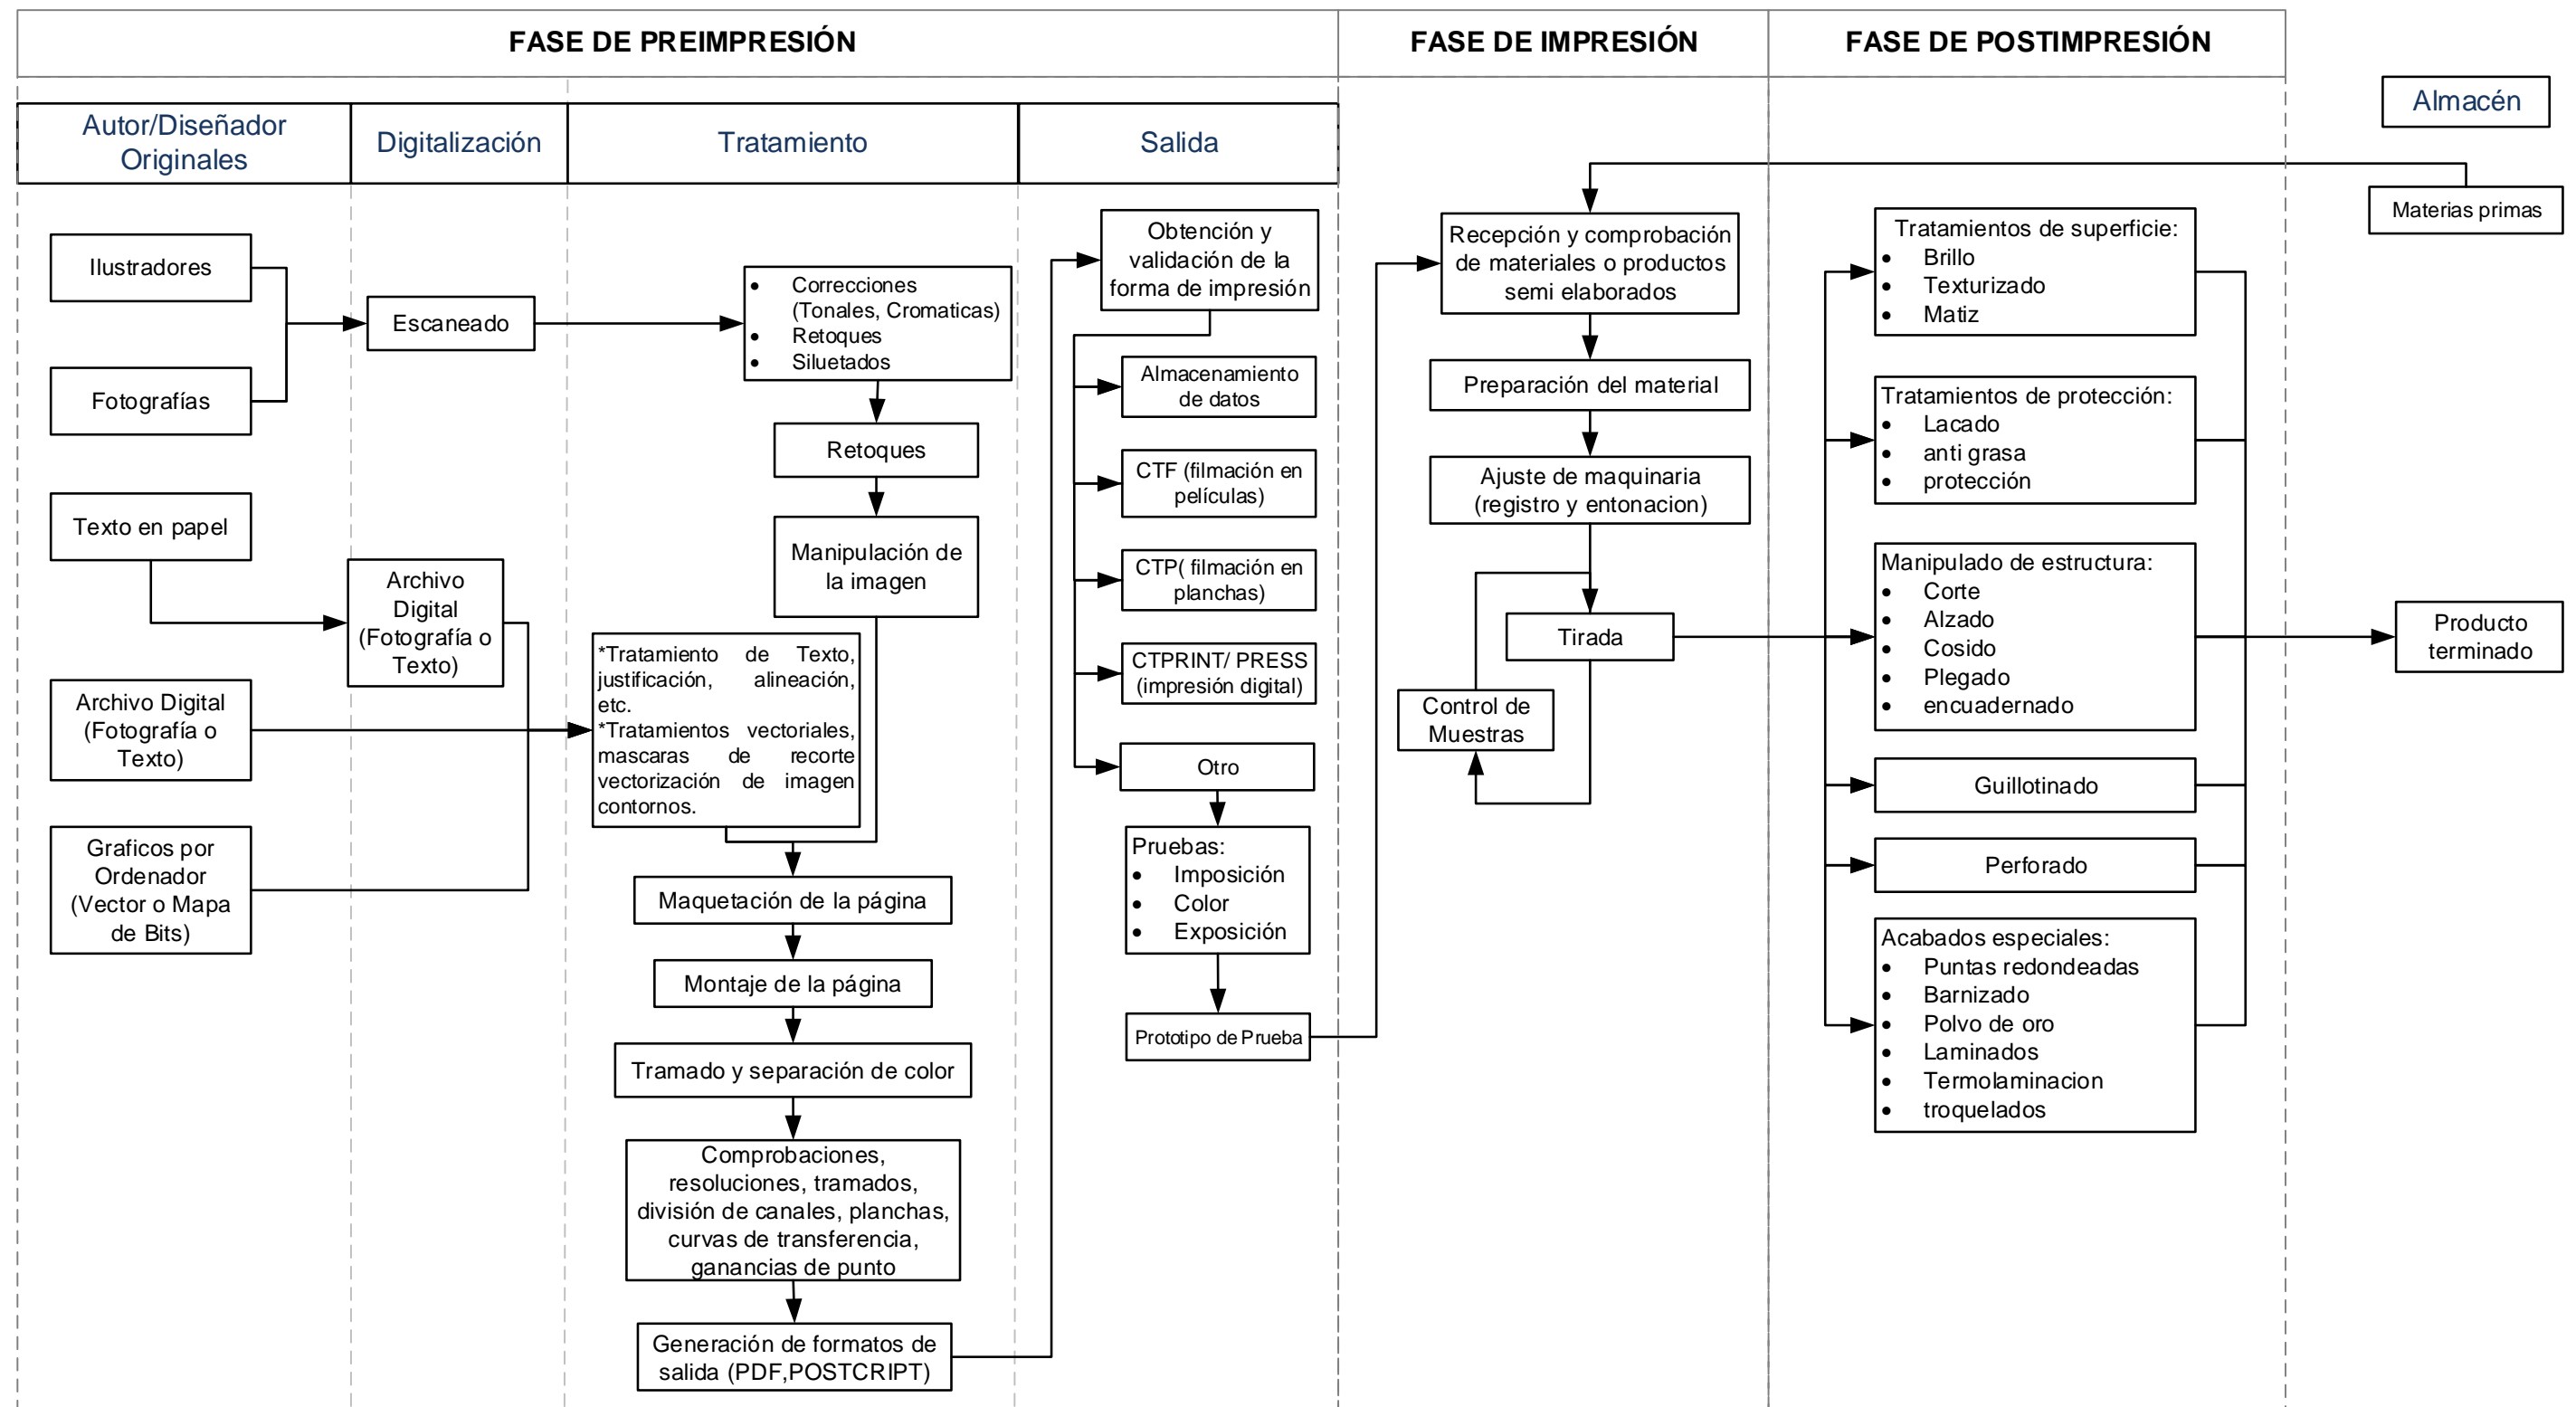 FASE DE PREIMPRESIÓN
FASE DE IMPRESIÓN
FASE DE POSTIMPRESIÓN
Almacén
Autor/Diseñador
Originales
Digitalización
Tratamiento
Salida
Ilustradores
Fotografías
Texto en papel
Archivo Digital
(Fotografía o
Texto)
Graficos por
Ordenador
(Vector o Mapa
de Bits)
Escaneado
Archivo
Digital
(Fotografía o
Texto)
• Correcciones
(Tonales, Cromaticas)
• Retoques
• Siluetados
Retoques
Manipulación de
la imagen
*Tratamiento de Texto,
justificación, alineación,
etc.
*Tratamientos vectoriales,
mascaras de recorte
vectorización de imagen
contornos.
Maquetación de la página
Montaje de la página
Tramado y separación de color
Comprobaciones,
resoluciones, tramados,
división de canales, planchas,
curvas de transferencia,
ganancias de punto
Generación de formatos de
salida (PDF,POSTCRIPT)
Obtención y
validación de la
forma de impresión
Almacenamiento
de datos
CTF (filmación en
películas)
CTP( filmación en
planchas)
CTPRINT/ PRESS
(impresión digital)
Otro
Pruebas:
• Imposición
• Color
• Exposición
Prototipo de Prueba
Recepción y comprobación
de materiales o productos
semi elaborados
Preparación del material
Ajuste de maquinaria
(registro y entonacion)
Tirada
Control de
Muestras
Tratamientos de superficie:
• Brillo
• Texturizado
• Matiz
Tratamientos de protección:
• Lacado
• anti grasa
• protección
Manipulado de estructura:
• Corte
• Alzado
• Cosido
• Plegado
• encuadernado
Guillotinado
Perforado
Acabados especiales:
• Puntas redondeadas
• Barnizado
• Polvo de oro
• Laminados
• Termolaminacion
• troquelados
Materias primas
Producto
terminado